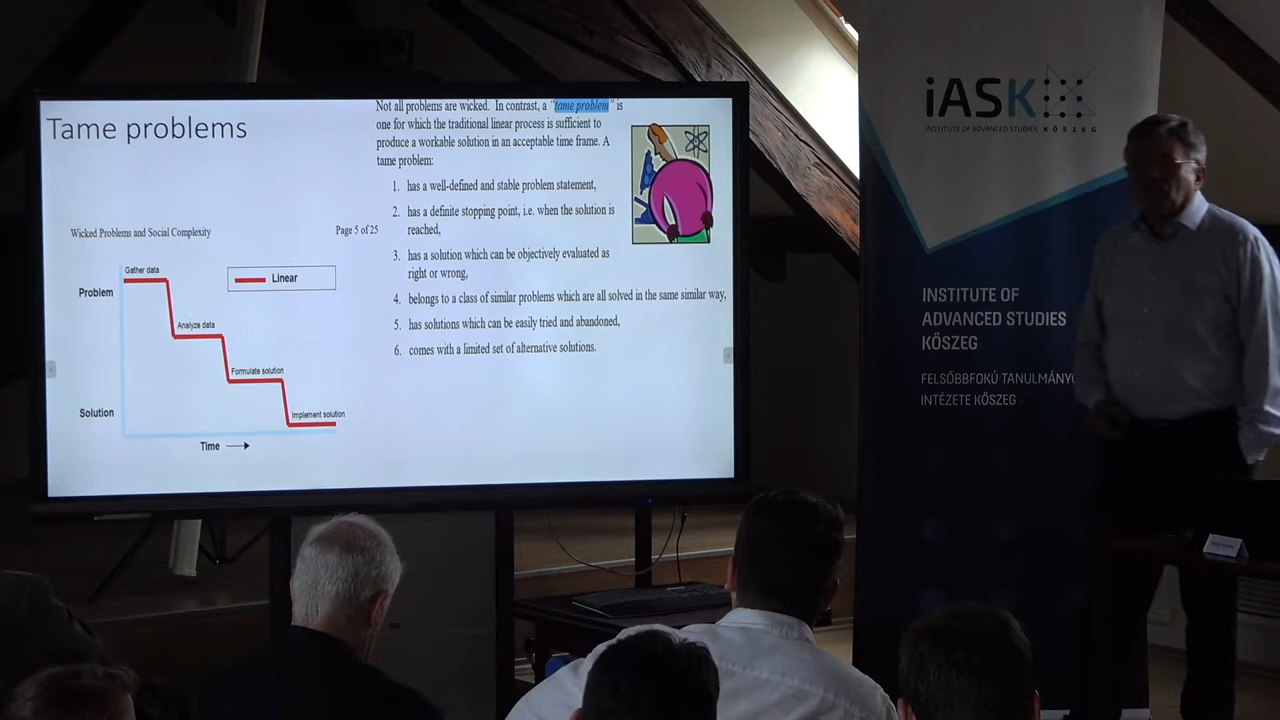 Tame problems
Not all problems are wicked. In contrast, a "tame problem" is
one for which the traditional linear process is sufficient to
produce a workable solution in an acceptable time frame. A
tame problem:
1. has a well-defined and stable problem statement,
2. has a definite stopping point, i.e. when the solution is
reached,
3. has a solution which can be objectively evaluated as
right or wrong,
4. belongs to a class of similar problems which are all solved in the same similar way,
5. has solutions which can be easily tried and abandoned,
6. comes with a limited set of alternative solutions.
Wicked Problems and Social Complexity
Page 5 of 25
Gather data
Linear
Problem
Analyze data
Formulate solution
Solution
Implement solution
Time
iASK
INSTITUTE OF ADVANCED STUDIES KŐSZEG
INSTITUTE OF
ADVANCED STUDIES
KŐSZEG
FELSŐBBFOKÚ TANULMÁNYO
INTÉZETE KŐSZEG